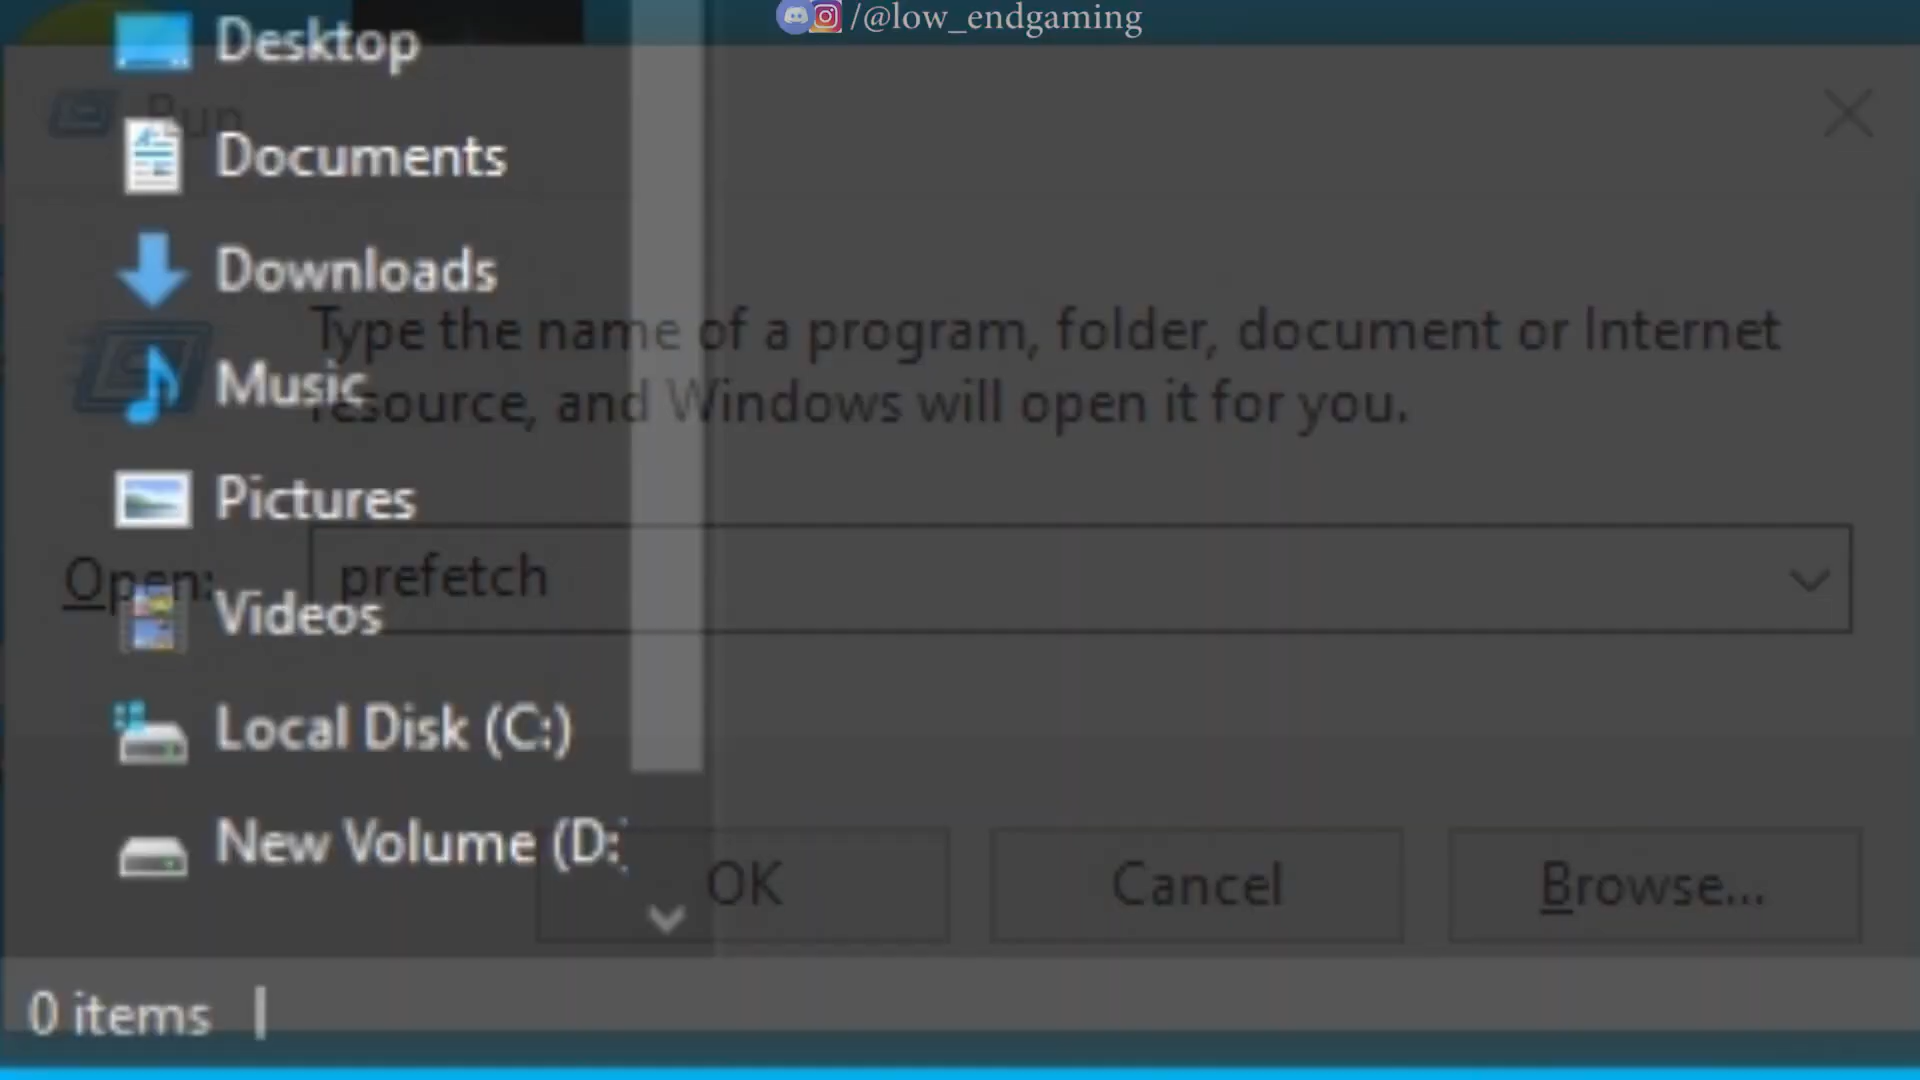 /@low_endgaming
Desktop
Run
Documents
Downloads
Type the name of a program, folder, document or Internet
Music
resource, and Windows will open it for you.
Pictures
Open: prefetch
Videos
Local Disk (C:)
New Volume (D:
OK Cancel Browse...
0 items